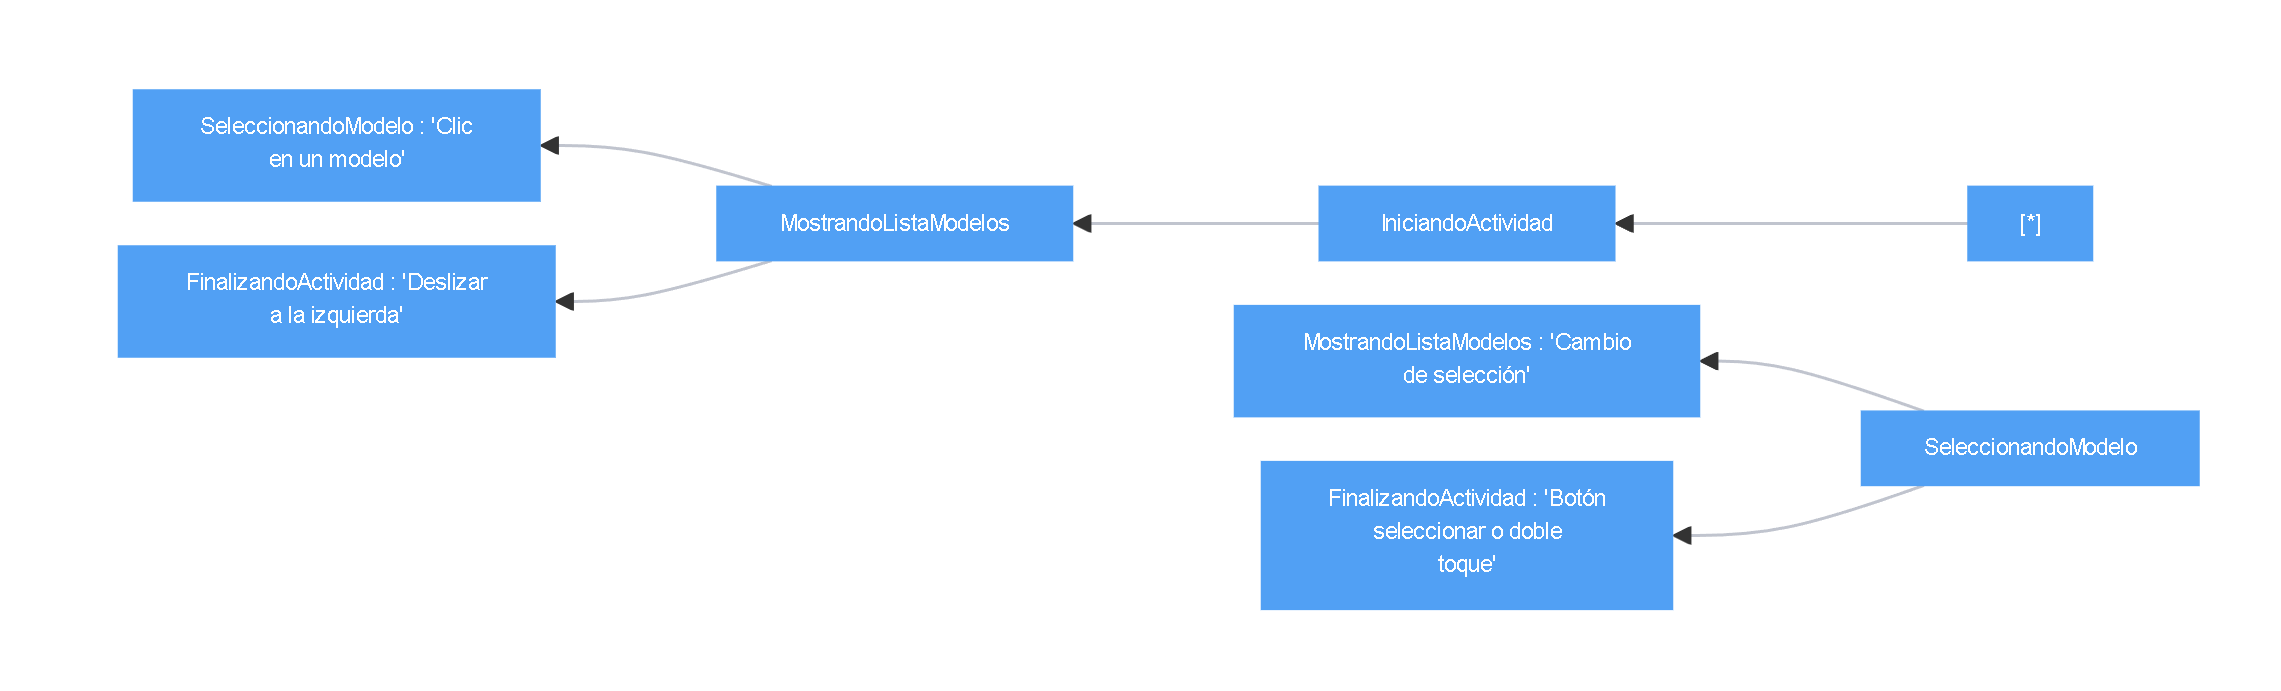 SeleccionandoModelo : 'Clic
en un modelo'
MostrandoListaModelos
IniciandoActividad
[*]
FinalizandoActividad : 'Deslizar
a la izquierda'
MostrandoListaModelos : 'Cambio
de selección'
SeleccionandoModelo
FinalizandoActividad : 'Botón
seleccionar o doble
toque'